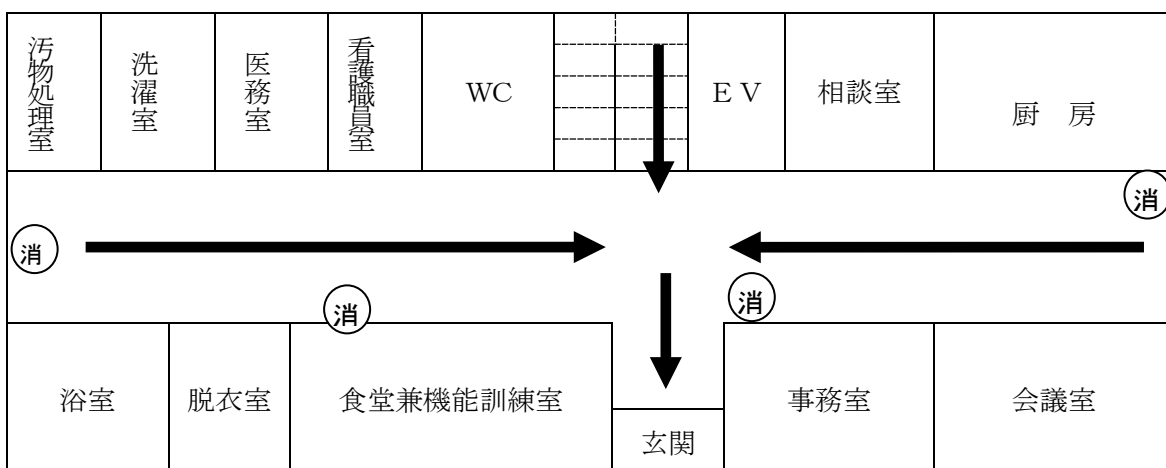 汚物処理室
洗濯室
医務室
看護職員室
WC
ＥＶ
相談室
厨　房
消
消
消
消
浴室
脱衣室
食堂兼機能訓練室
玄関
事務室
会議室